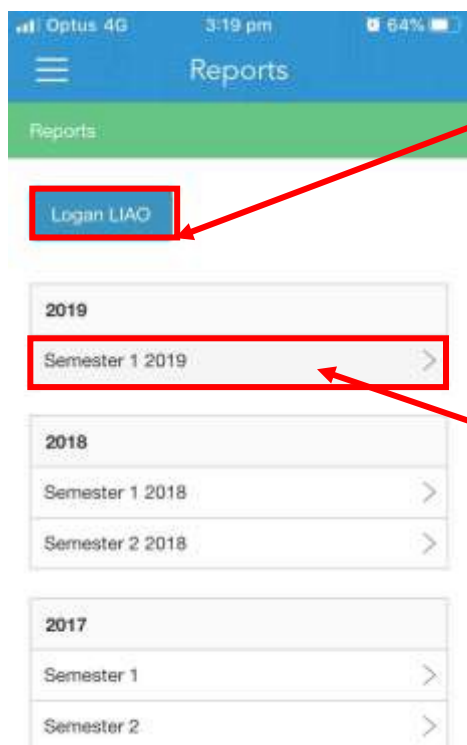 Optus 4G 3:19 pm 64%
Reports
Reports
Logan LIAO
2019
Semester 1 2019
2018
Semester 1 2018
Semester 2 2018
2017
Semester 1
Semester 2